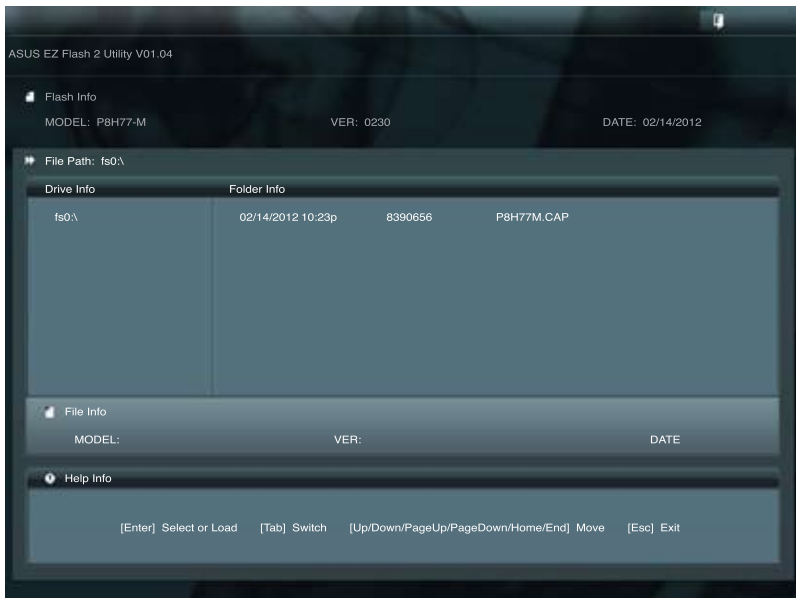 ASUS EZ Flash 2 Utility V01.04
Flash Info
MODEL: P8H77-M VER: 0230 DATE: 02/14/2012
File Path: fs0:\
Drive Info Folder Info
fs0:\ 02/14/2012 10:23p 8390656 P8H77M.CAP
File Info
MODEL: VER: DATE
Help Info
[Enter] Select or Load [Tab] Switch [Up/Down/PageUp/PageDown/Home/End] Move [Esc] Exit